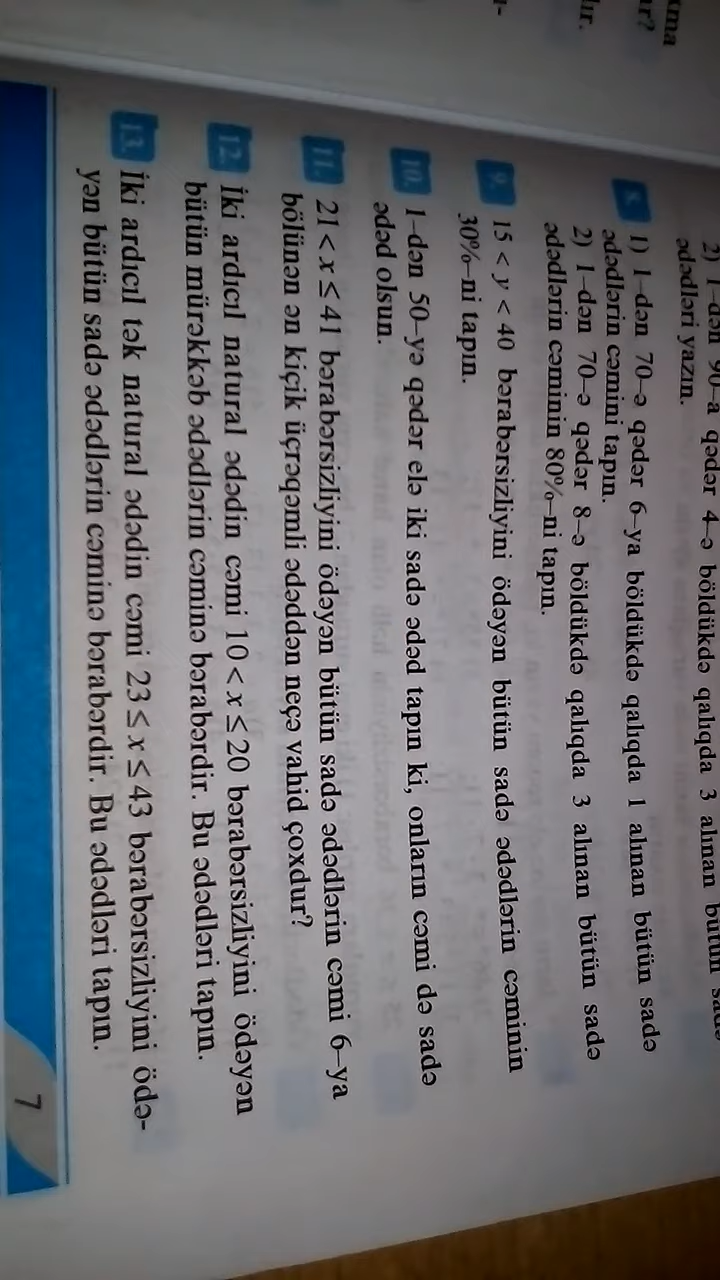 xma
ar?
lır.
1-
2) 1–dən 90–a qədər 4–ə böldükdə qalıqda 3 alınan bütün sadə
ədədləri yazın.
8. 1) 1–dən 70–ə qədər 6–ya böldükdə qalıqda 1 alınan bütün sadə
ədədlərin cəmini tapın.
2) 1–dən 70–ə qədər 8–ə böldükdə qalıqda 3 alınan bütün sadə
ədədlərin cəminin 80%–ni tapın.
9. 15 < y < 40 bərabərsizliyini ödəyən bütün sadə ədədlərin cəminin
30%–ni tapın.
10. 1–dən 50–yə qədər elə iki sadə ədəd tapın ki, onların cəmi də sadə
ədəd olsun.
11. 21 < x ≤ 41 bərabərsizliyini ödəyən bütün sadə ədədlərin cəmi 6–ya
bölünən ən kiçik üçrəqəmli ədəddən neçə vahid çoxdur?
12. İki ardıcıl natural ədədin cəmi 10 < x ≤ 20 bərabərsizliyini ödəyən
bütün mürəkkəb ədədlərin cəminə bərabərdir. Bu ədədləri tapın.
13. İki ardıcıl tək natural ədədin cəmi 23 ≤ x ≤ 43 bərabərsizliyini ödə-
yən bütün sadə ədədlərin cəminə bərabərdir. Bu ədədləri tapın.
7